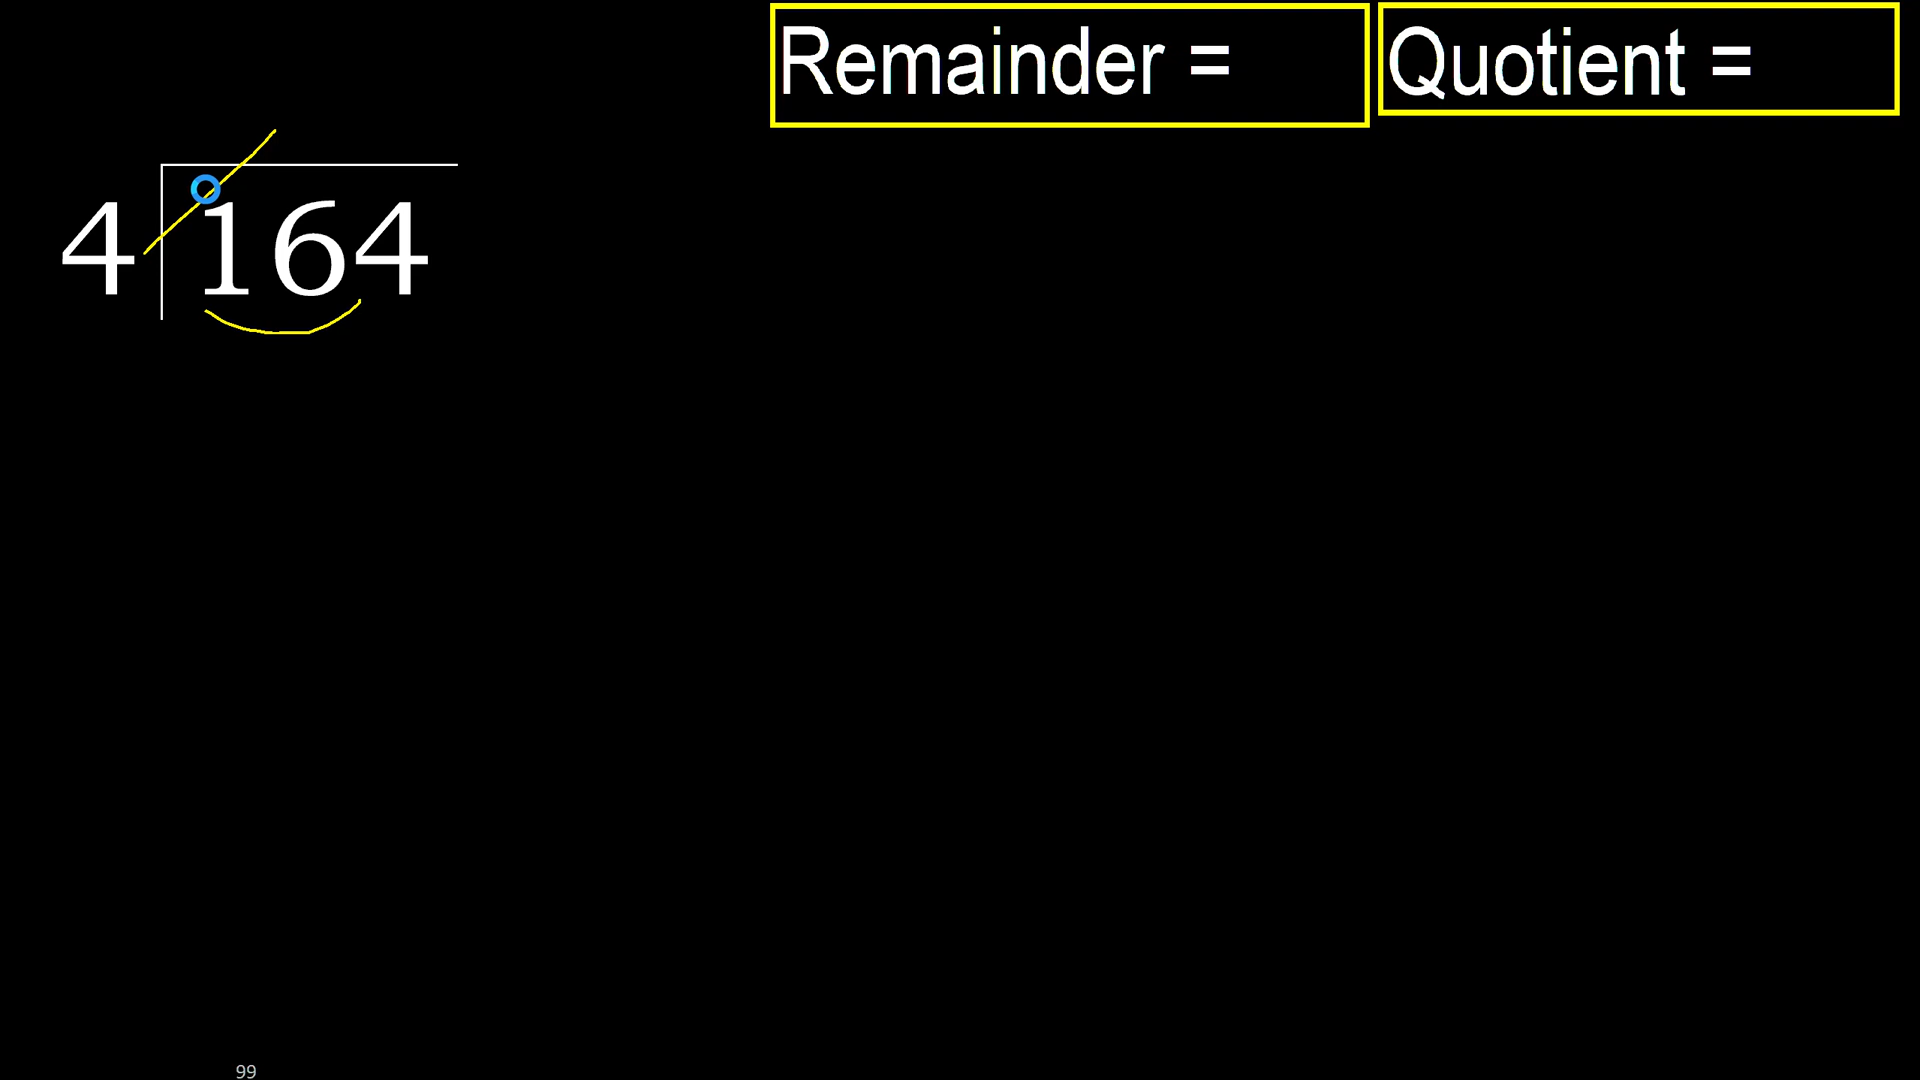 Remainder = Quotient =
4 164
99